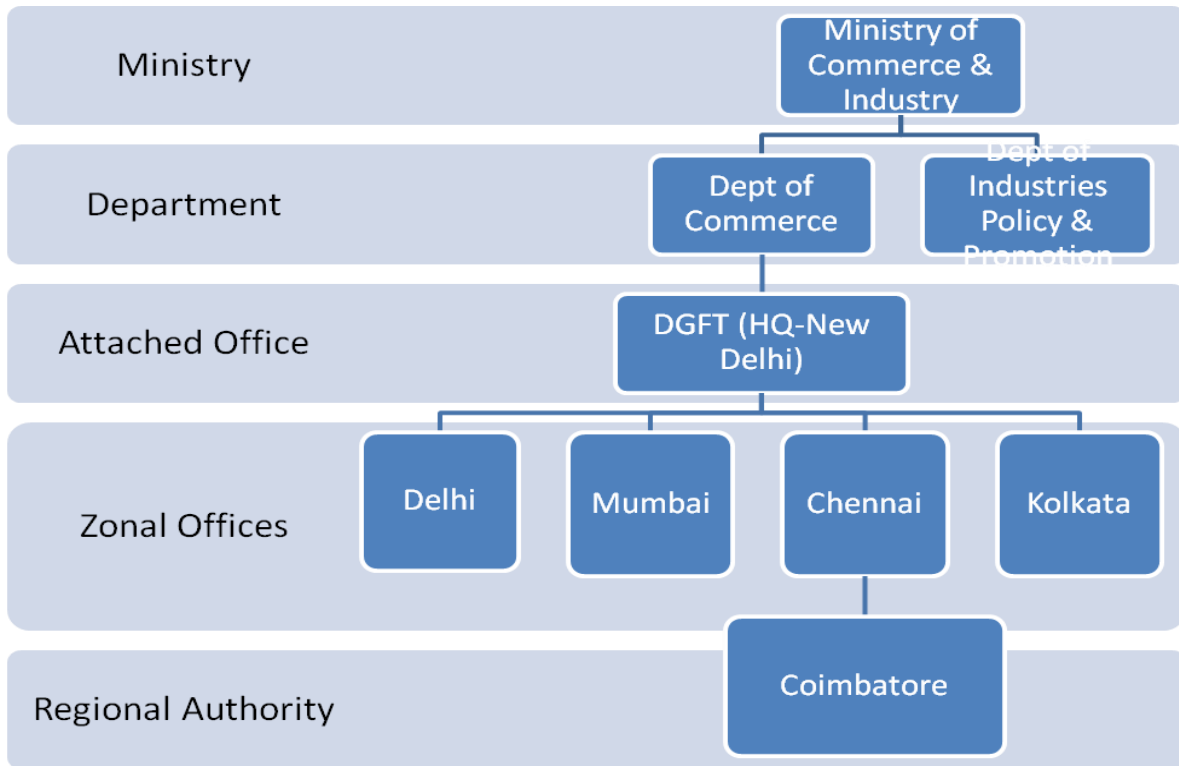 Ministry
Ministry of
Commerce &
Industry
Department
Dept of
Commerce
Dept of
Industries
Policy &
Promotion
Attached Office
DGFT (HQ-New
Delhi)
Zonal Offices
Delhi
Mumbai
Chennai
Kolkata
Regional Authority
Coimbatore